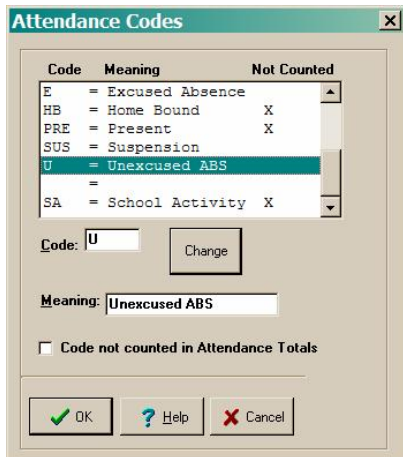 Attendance Codes
Code Meaning Not Counted
E = Excused Absence
HB = Home Bound X
PRE = Present X
SUS = Suspension
U = Unexcused ABS
=
SA = School Activity X
Code: U
Change
Meaning: Unexcused ABS
Code not counted in Attendance Totals
OK ? Help Cancel